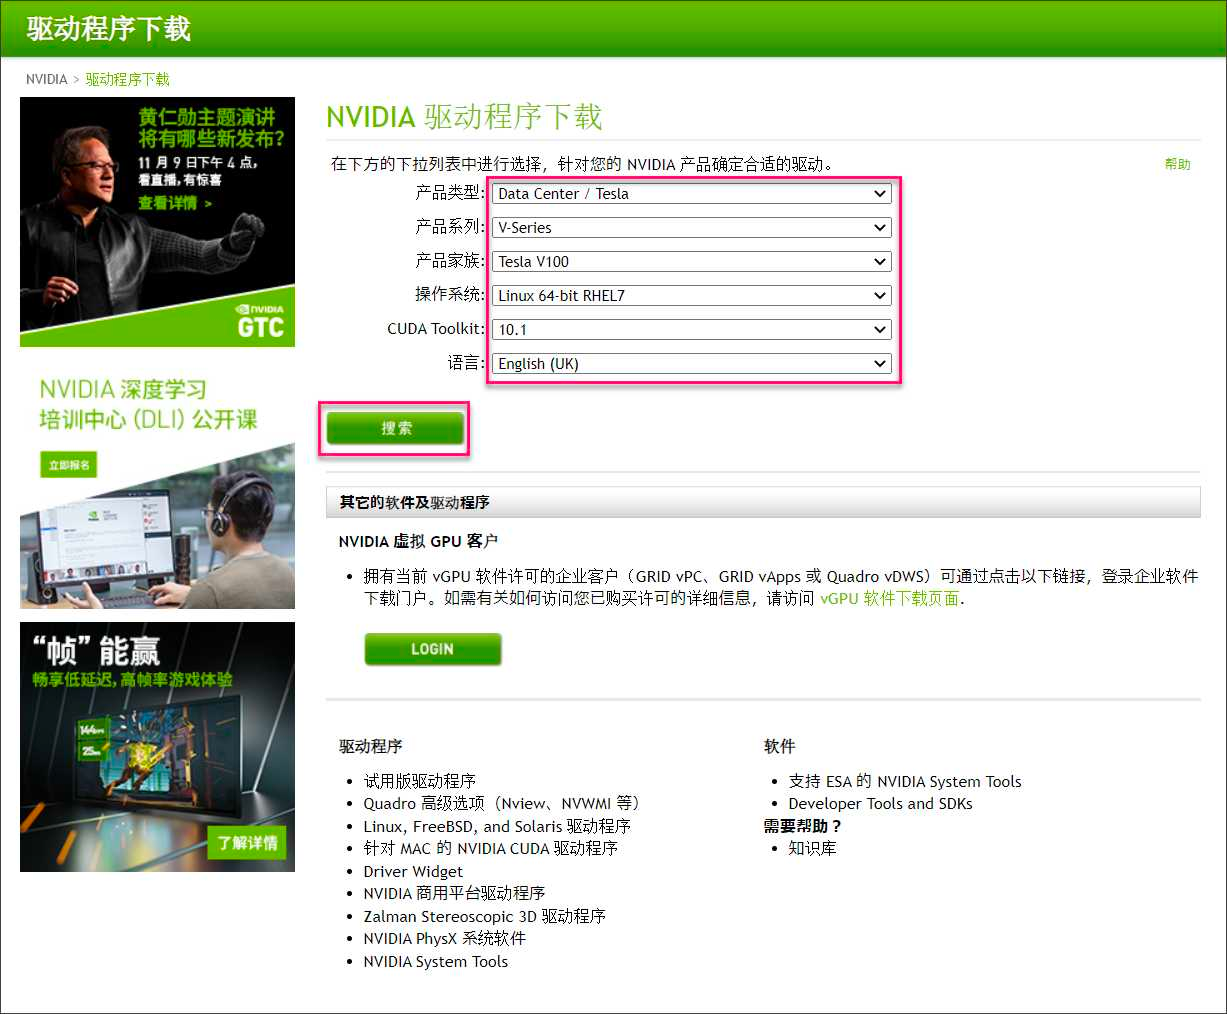 驱动程序下载
NVIDIA > 驱动程序下载
黄仁勋主题演讲
将有哪些新发布?
11 月 9 日下午 4 点，
看直播，有惊喜
查看详情 >
NVIDIA
GTC
NVIDIA 深度学习
培训中心 (DLI) 公开课
立即报名
“帧” 能赢
畅享低延迟, 高帧率游戏体验
了解详情
NVIDIA 驱动程序下载
在下方的下拉列表中进行选择，针对您的 NVIDIA 产品确定合适的驱动。
帮助
产品类型: Data Center / Tesla
产品系列: V-Series
产品家族: Tesla V100
操作系统: Linux 64-bit RHEL7
CUDA Toolkit: 10.1
语言: English (UK)
搜索
其它的软件及驱动程序
NVIDIA 虚拟 GPU 客户
• 拥有当前 vGPU 软件许可的企业客户（GRID vPC、GRID vApps 或 Quadro vDWS）可通过点击以下链接，登录企业软件
下载门户。如需有关如何访问您已购买许可的详细信息，请访问 vGPU 软件下载页面.
LOGIN
驱动程序
• 试用版驱动程序
• Quadro 高级选项（Nview、NVWMI 等）
• Linux, FreeBSD, and Solaris 驱动程序
• 针对 MAC 的 NVIDIA CUDA 驱动程序
• Driver Widget
• NVIDIA 商用平台驱动程序
• Zalman Stereoscopic 3D 驱动程序
• NVIDIA PhysX 系统软件
• NVIDIA System Tools
软件
• 支持 ESA 的 NVIDIA System Tools
• Developer Tools and SDKs
需要帮助？
• 知识库